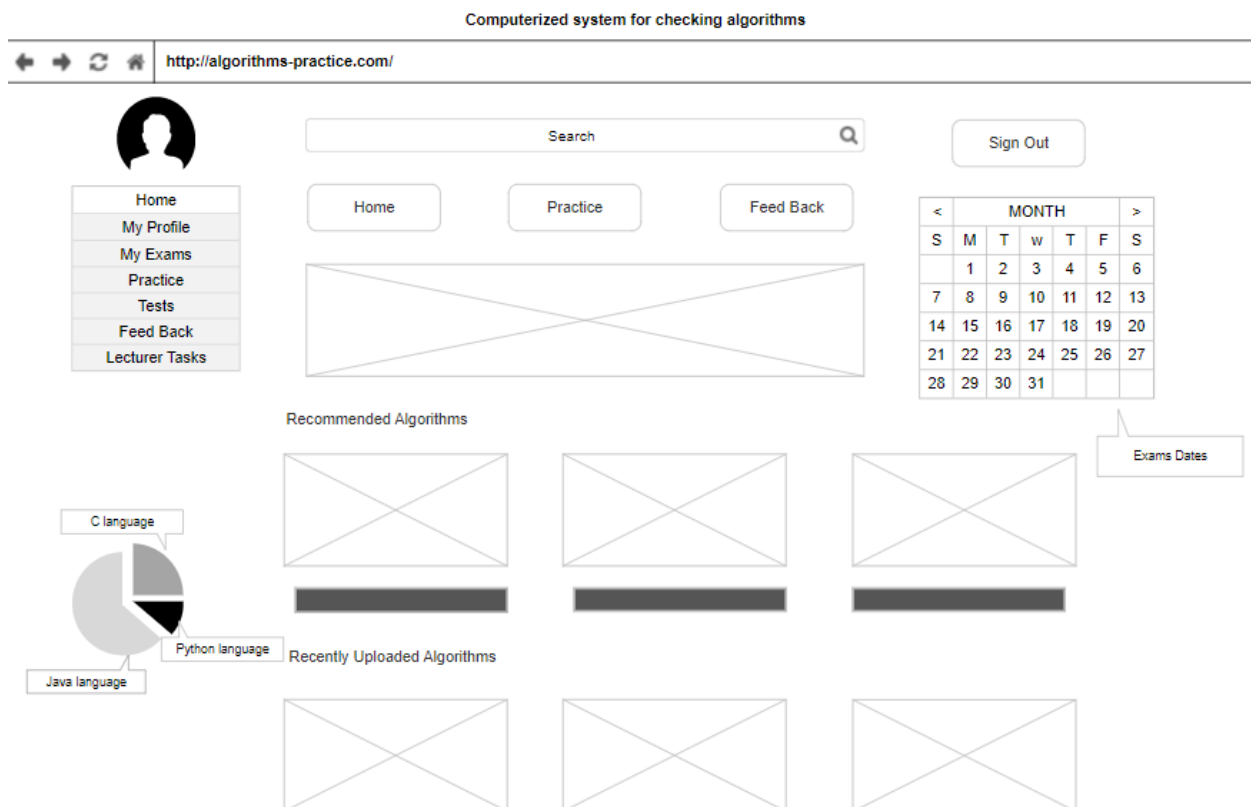 Computerized system for checking algorithms
http://algorithms-practice.com/
Search
Sign Out
Home
My Profile
My Exams
Practice
Tests
Feed Back
Lecturer Tasks
Home Practice Feed Back
< MONTH >
S M T w T F S
1 2 3 4 5 6
7 8 9 10 11 12 13
14 15 16 17 18 19 20
21 22 23 24 25 26 27
28 29 30 31
Exams Dates
Recommended Algorithms
C language
Python language
Java language
Recently Uploaded Algorithms